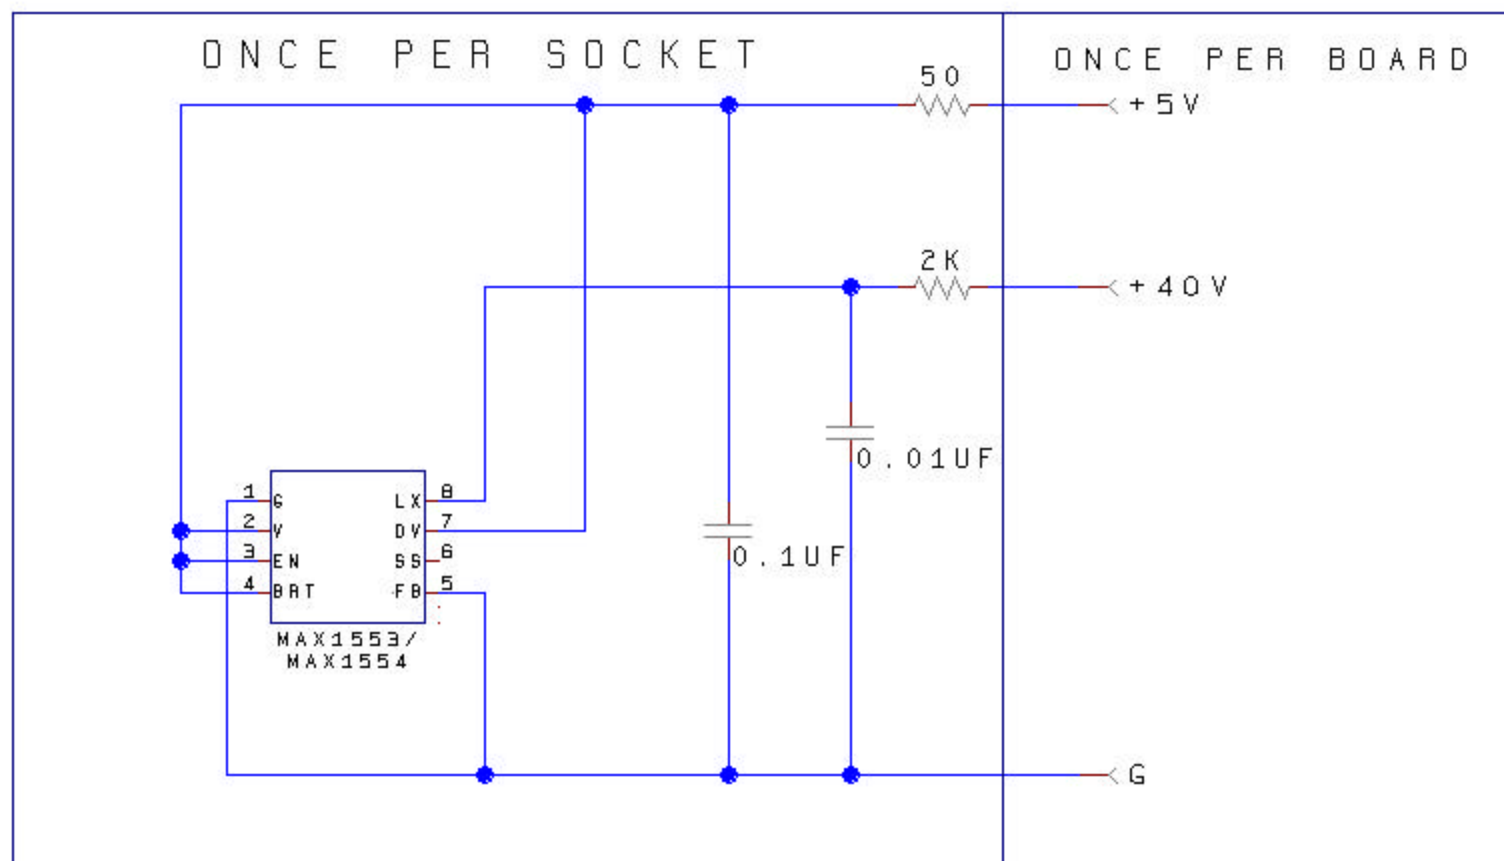 ONCE PER SOCKET
ONCE PER BOARD
50
+5V
2K
+40V
0.01UF
0.1UF
1 G
2 V
3 EN
4 BRT
LX 8
DV 7
SS 6
FB 5
MAX1553/
MAX1554
G